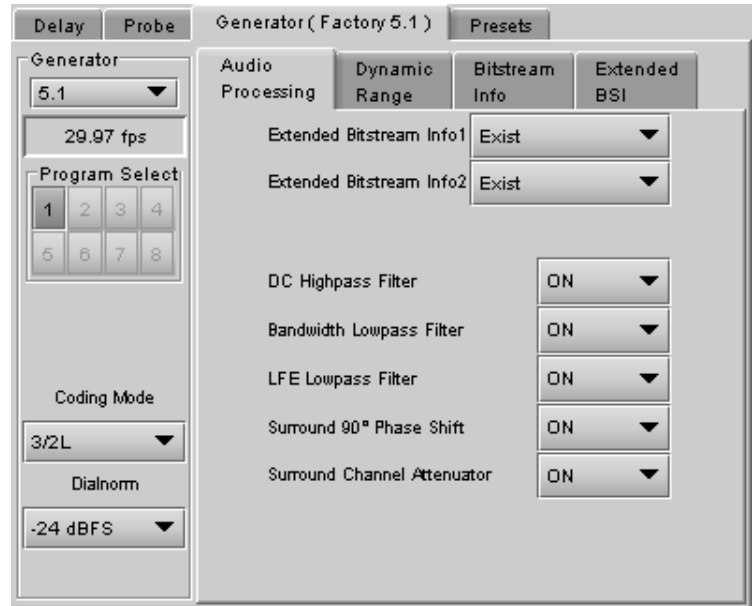 Delay Probe Generator ( Factory 5.1 ) Presets
Generator
5.1
29.97 fps
Program Select
1 2 3 4
5 6 7 8
Coding Mode
3/2L
Dialnorm
-24 dBFS
Audio Processing
Dynamic Range
Bitstream Info
Extended BSI
Extended Bitstream Info1 Exist
Extended Bitstream Info2 Exist
DC Highpass Filter ON
Bandwidth Lowpass Filter ON
LFE Lowpass Filter ON
Surround 90° Phase Shift ON
Surround Channel Attenuator ON